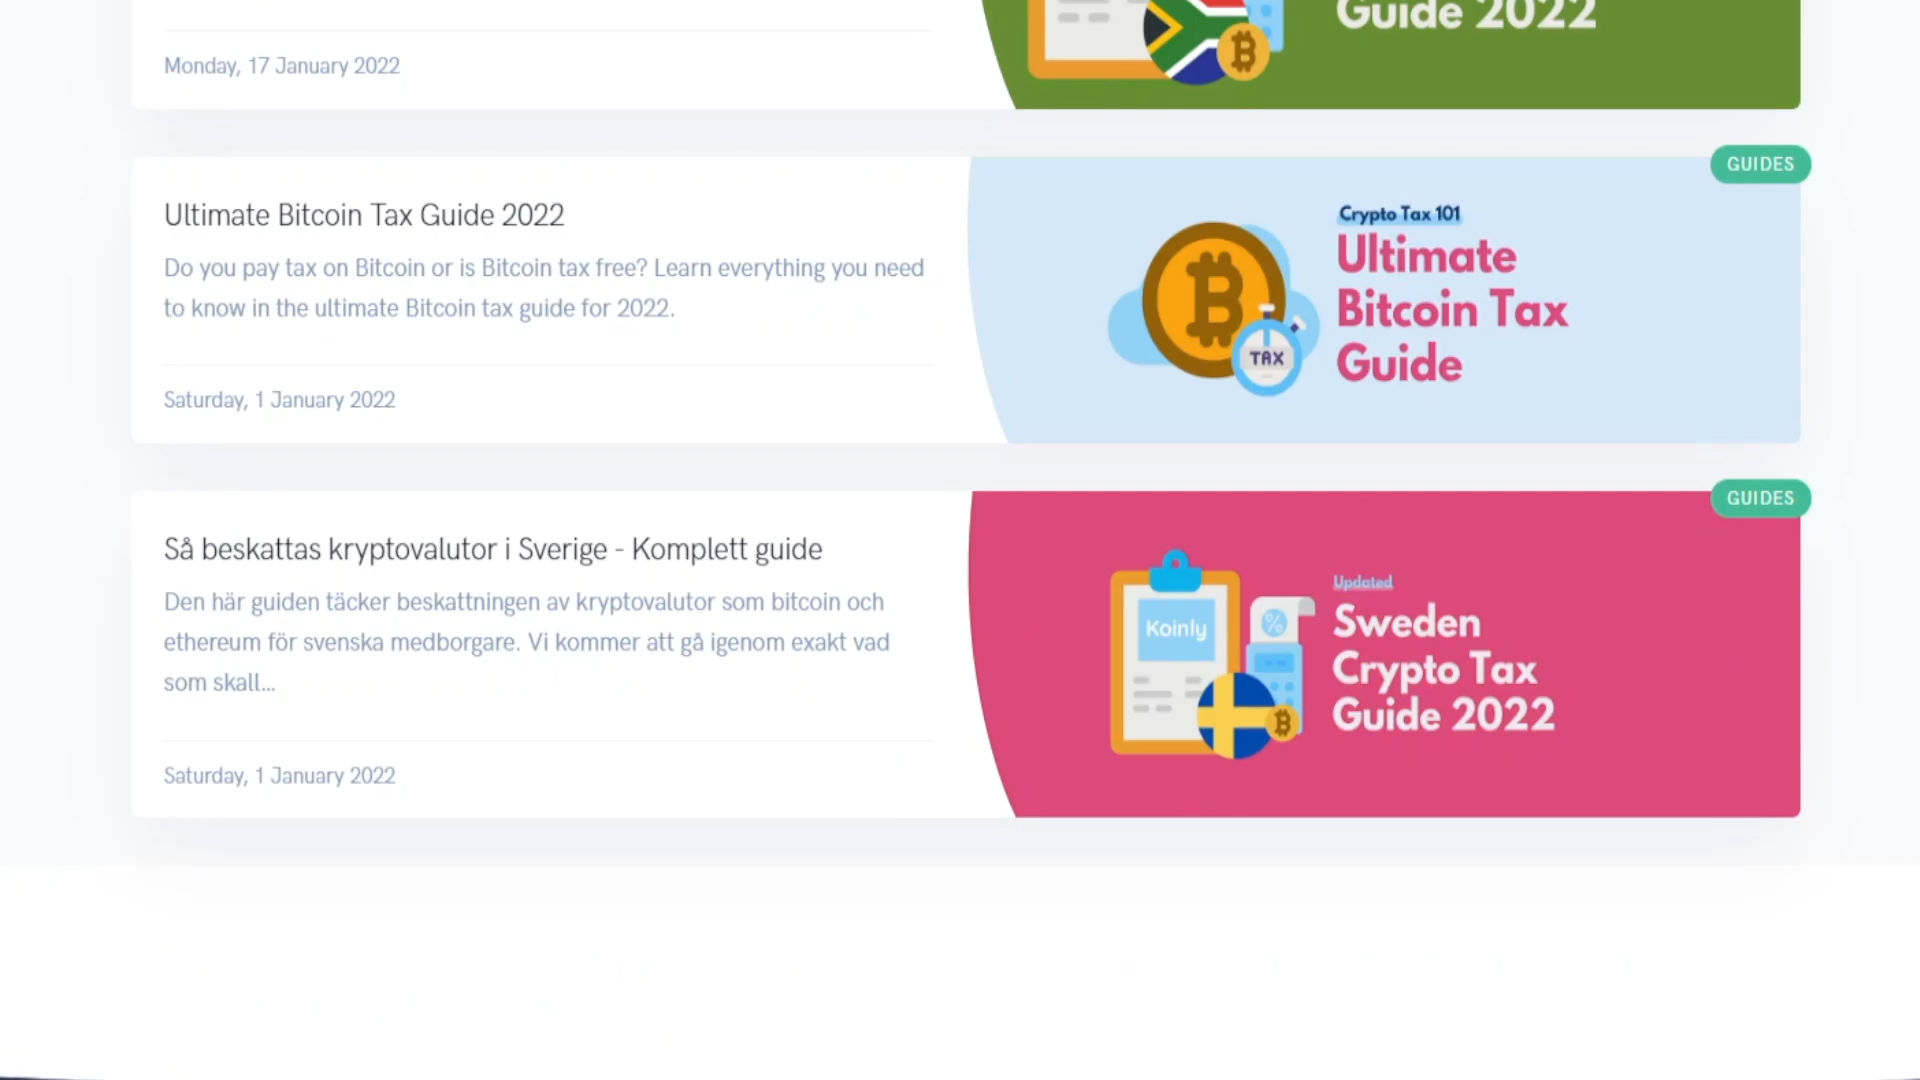 Guide 2022
Monday, 17 January 2022
GUIDES
Ultimate Bitcoin Tax Guide 2022
Do you pay tax on Bitcoin or is Bitcoin tax free? Learn everything you need
to know in the ultimate Bitcoin tax guide for 2022.
Saturday, 1 January 2022
Crypto Tax 101
Ultimate
Bitcoin Tax
Guide
TAX
GUIDES
Så beskattas kryptovalutor i Sverige - Komplett guide
Den här guiden täcker beskattningen av kryptovalutor som bitcoin och
ethereum för svenska medborgare. Vi kommer att gå igenom exakt vad
som skall...
Saturday, 1 January 2022
Koinly
%
Updated
Sweden
Crypto Tax
Guide 2022